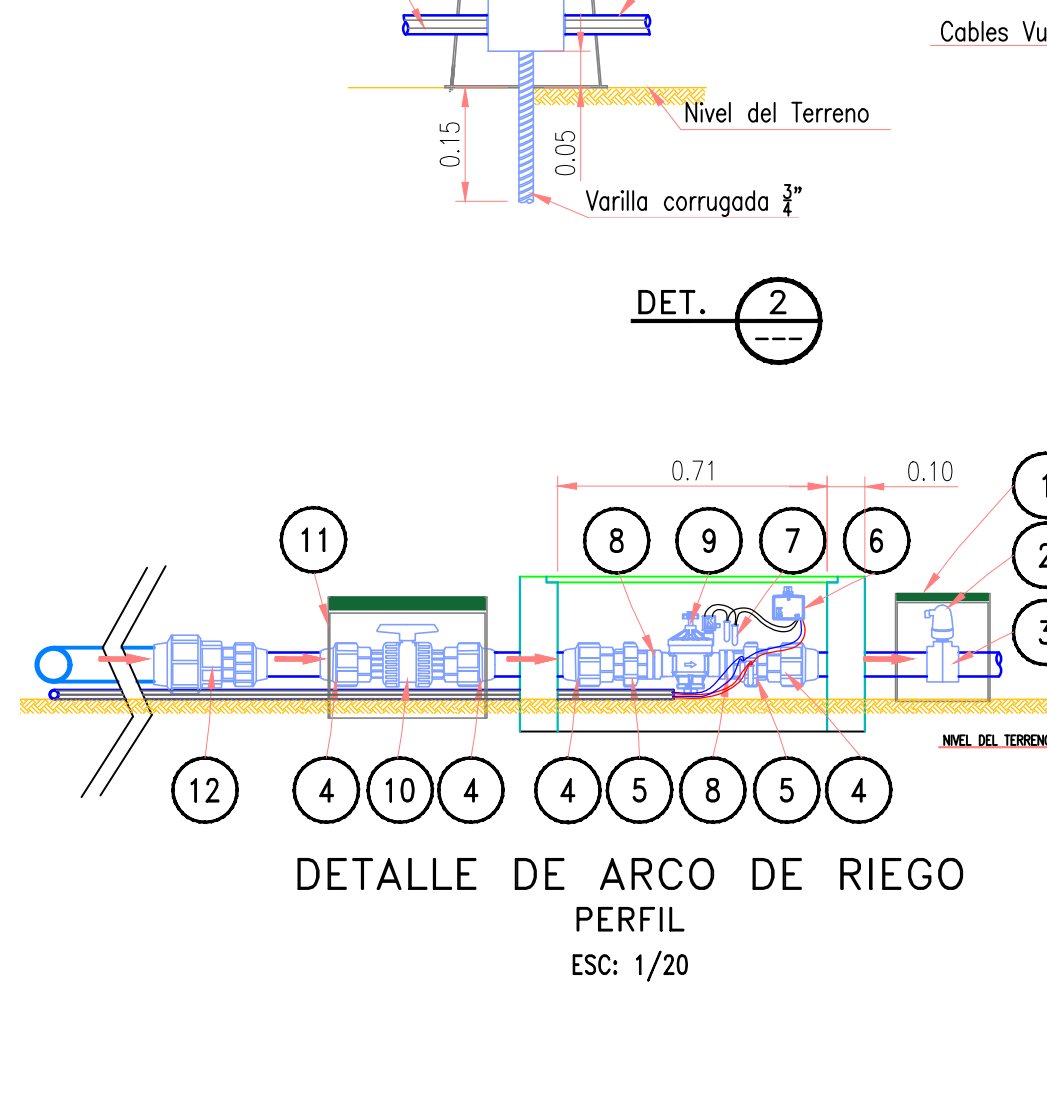 Cables Vu
Nivel del Terreno
0.15
0.05
Varilla corrugada 3/4"
DET. 2
---
0.71
0.10
1
11
8
9
7
6
2
3
NIVEL DEL TERRENO
12
4
10
4
4
5
8
5
4
DETALLE DE ARCO DE RIEGO
PERFIL
ESC: 1/20